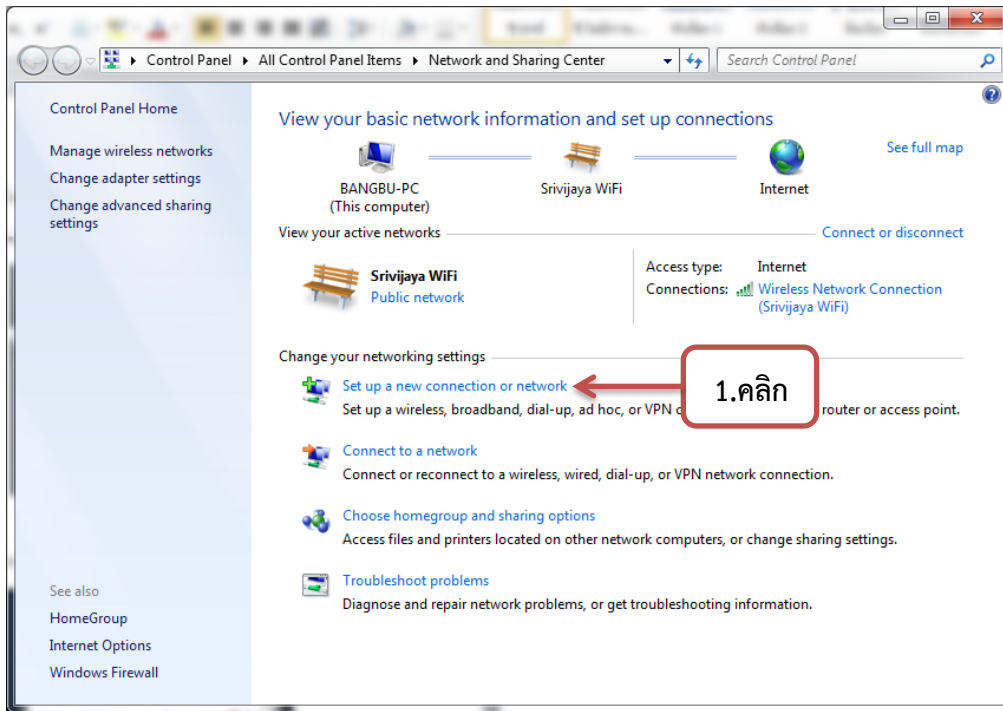 Control Panel ▸ All Control Panel Items ▸ Network and Sharing Center
Search Control Panel
Control Panel Home
Manage wireless networks
Change adapter settings
Change advanced sharing
settings
See also
HomeGroup
Internet Options
Windows Firewall
View your basic network information and set up connections
See full map
BANGBU-PC
(This computer)
Srivijaya WiFi
Internet
View your active networks
Connect or disconnect
Srivijaya WiFi
Public network
Access type: Internet
Connections: Wireless Network Connection
(Srivijaya WiFi)
Change your networking settings
Set up a new connection or network
1.คลิก
Set up a wireless, broadband, dial-up, ad hoc, or VPN router or access point.
Connect to a network
Connect or reconnect to a wireless, wired, dial-up, or VPN network connection.
Choose homegroup and sharing options
Access files and printers located on other network computers, or change sharing settings.
Troubleshoot problems
Diagnose and repair network problems, or get troubleshooting information.